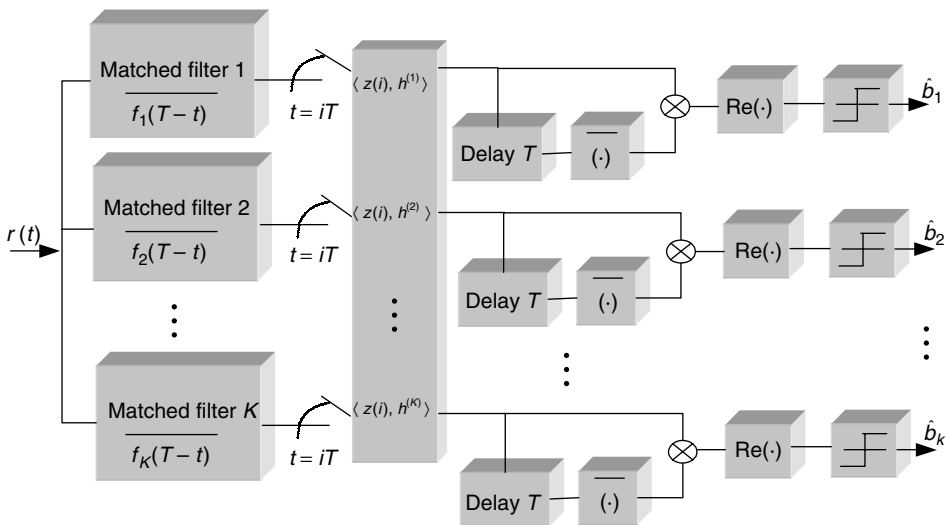 Matched filter 1
f₁(T – t)
t = iT
⟨ z(i), h⁽¹⁾⟩
Delay T
(·)
Re(·)
b̂₁
r(t)
Matched filter 2
f₂(T – t)
t = iT
⟨ z(i), h⁽²⁾ ⟩
Delay T
(·)
Re(·)
b̂₂
Matched filter K
f_K(T – t)
t = iT
⟨ z(i), h⁽ᴷ⁾ ⟩
Delay T
(·)
Re(·)
b̂ₖ